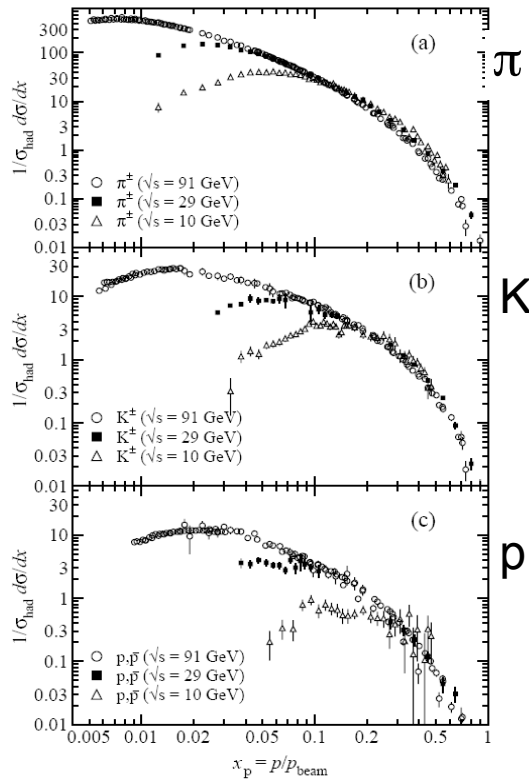 300
100
30
10
3
1
0.3
0.1
0.03
0.01
1/σhad dσ/dx
(a)
π
π± (√s = 91 GeV)
π± (√s = 29 GeV)
π± (√s = 10 GeV)
30
10
3
1
0.3
0.1
0.03
0.01
1/σhad dσ/dx
(b)
K
K± (√s = 91 GeV)
K± (√s = 29 GeV)
K± (√s = 10 GeV)
30
10
3
1
0.3
0.1
0.03
0.01
1/σhad dσ/dx
(c)
p
p,p̄ (√s = 91 GeV)
p,p̄ (√s = 29 GeV)
p,p̄ (√s = 10 GeV)
0.005 0.01 0.02 0.05 0.1 0.2 0.5 1
xp = p/pbeam